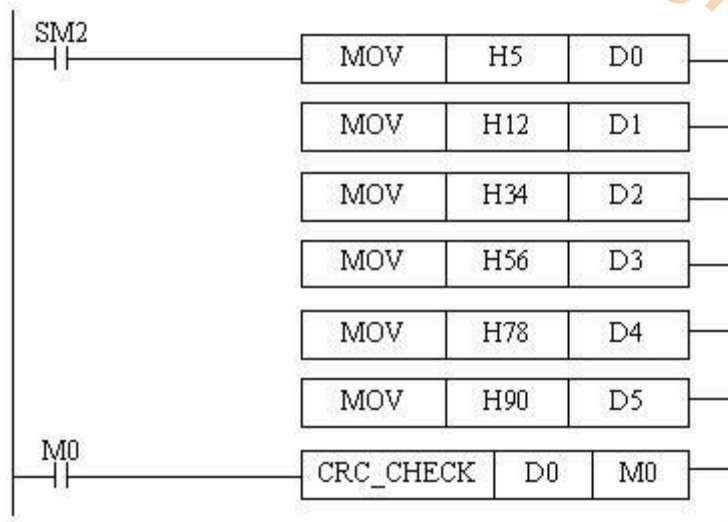 SM2
MOV H5 D0
MOV H12 D1
MOV H34 D2
MOV H56 D3
MOV H78 D4
MOV H90 D5
M0
CRC_CHECK D0 M0